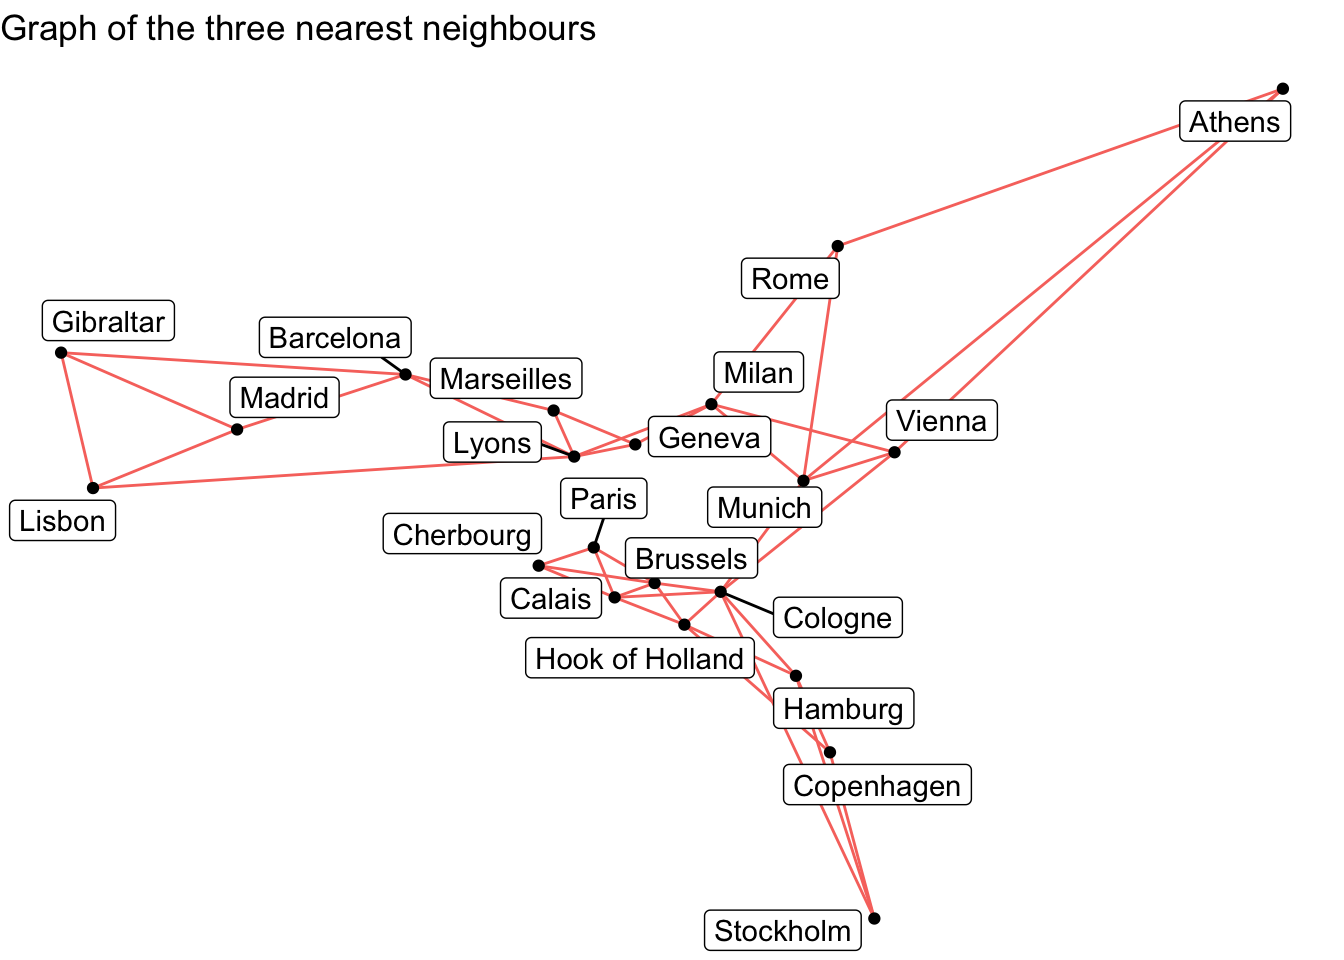 Graph of the three nearest neighbours
Athens
Rome
Gibraltar
Barcelona
Marseilles
Milan
Madrid
Vienna
Lyons
Geneva
Lisbon
Paris
Munich
Cherbourg
Brussels
Calais
Cologne
Hook of Holland
Hamburg
Copenhagen
Stockholm